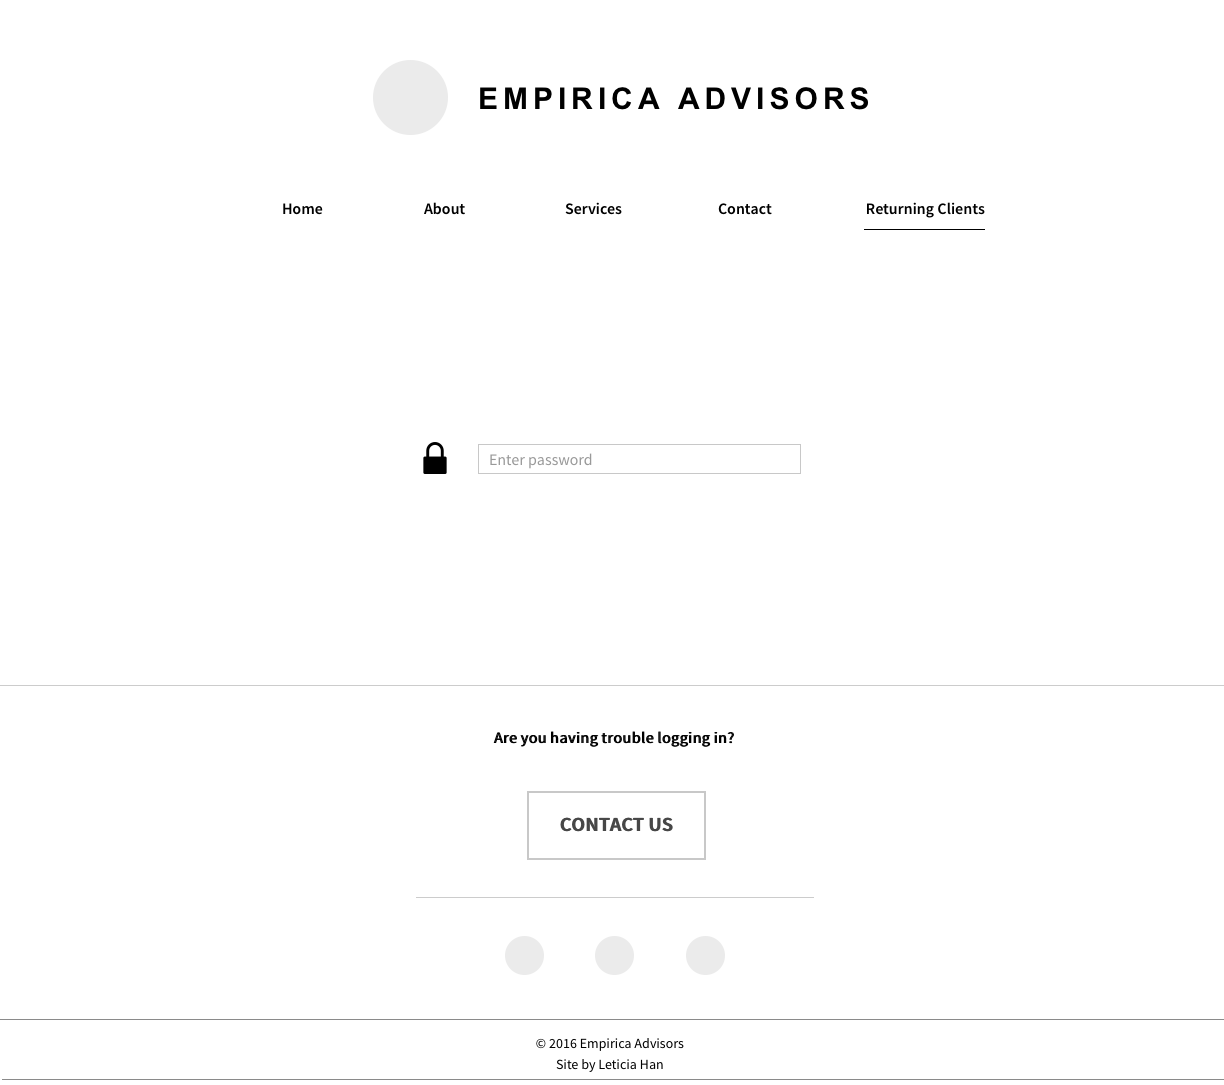 EMPIRICA ADVISORS
Home About Services Contact Returning Clients
Enter password
Are you having trouble logging in?
CONTACT US
© 2016 Empirica Advisors
Site by Leticia Han